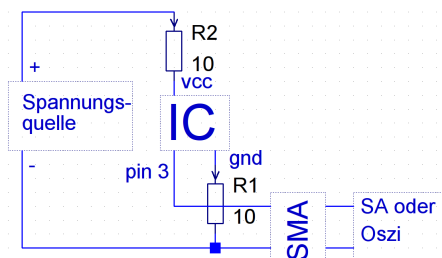 R2
10
+
vcc
Spannungs-
quelle
IC
-
pin 3
gnd
R1
10
SMA
SA oder
Oszi